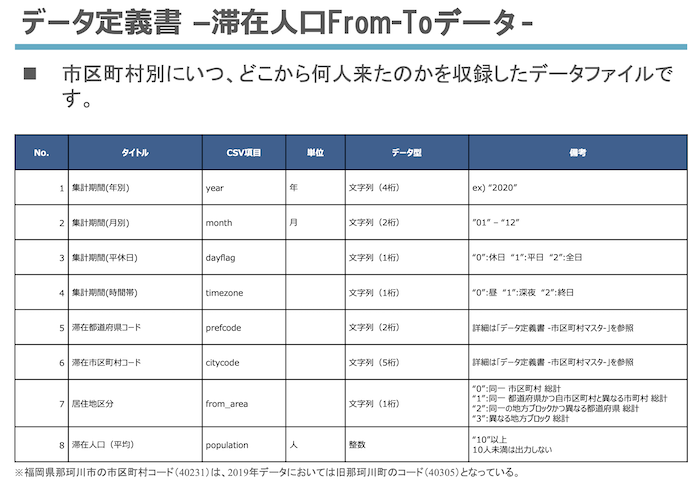 データ定義書 –滞在人口From-Toデータ-
■ 市区町村別にいつ、どこから何人来たのかを収録したデータファイルで
す。
No. タイトル CSV項目 単位 データ型 備考
1 集計期間(年別) year 年 文字列（4桁） ex) “2020”
2 集計期間(月別) month 月 文字列（2桁） ”01” – “12”
3 集計期間(平休日) dayflag 文字列（1桁） “0”:休日 “1”:平日 “2”:全日
4 集計期間(時間帯) timezone 文字列（1桁） “0”:昼 “1”:深夜 “2”:終日
5 滞在都道府県コード prefcode 文字列（2桁） 詳細は｢データ定義書 -市区町村マスタ-｣を参照
6 滞在市区町村コード citycode 文字列（5桁） 詳細は｢データ定義書 -市区町村マスタ-｣を参照
7 居住地区分 from_area 文字列（1桁） “0”:同一 市区町村 総計
“1”:同一 都道府県かつ自市区町村と異なる市町村 総計
“2”:同一の地方ブロックかつ異なる都道府県 総計
“3”:異なる地方ブロック 総計
8 滞在人口（平均） population 人 整数 “10”以上
10人未満は出力しない
※福岡県那珂川市の市区町村コード(40231)は、2019年データにおいては旧那珂川町のコード(40305)となっている。